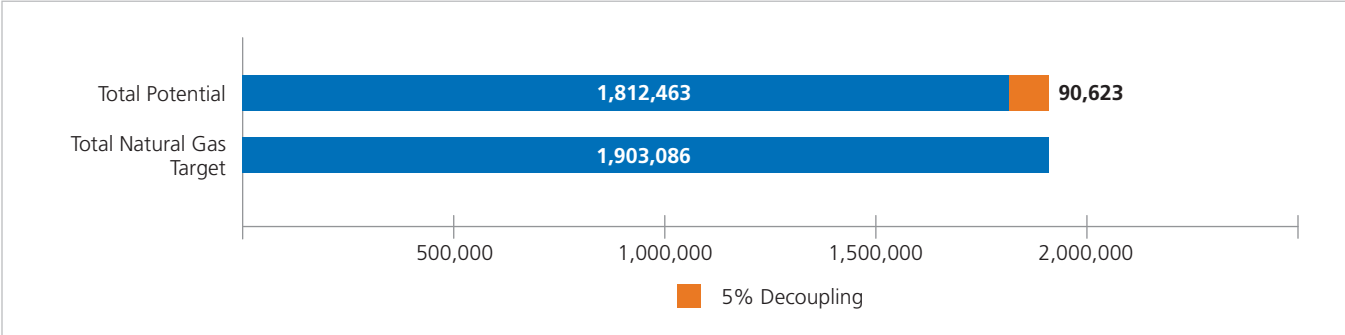 Total Potential
1,812,463
90,623
Total Natural Gas
Target
1,903,086
500,000
1,000,000
1,500,000
2,000,000
5% Decoupling